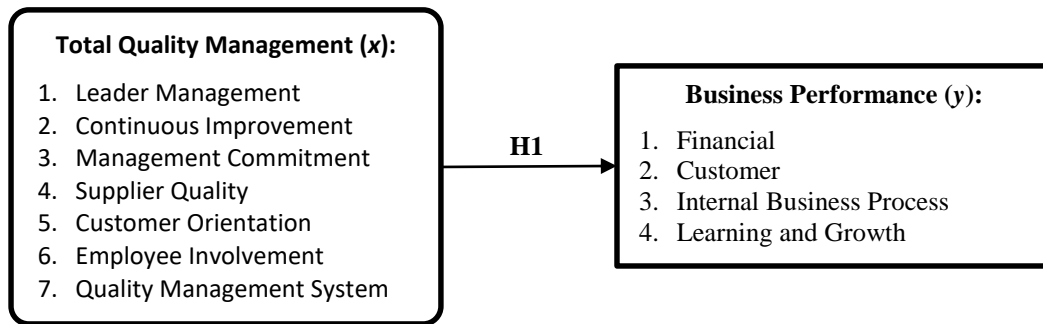 Total Quality Management (x):
1. Leader Management
2. Continuous Improvement
3. Management Commitment
4. Supplier Quality
5. Customer Orientation
6. Employee Involvement
7. Quality Management System
H1
Business Performance (y):
1. Financial
2. Customer
3. Internal Business Process
4. Learning and Growth